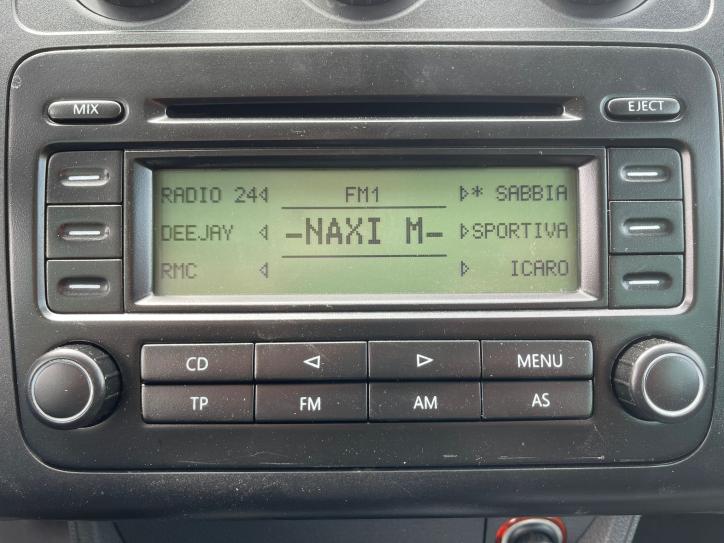 MIX
EJECT
RADIO 24 FM1 * SABBIA
DEEJAY -NAXI M- SPORTIVA
RMC ICARO
CD MENU
TP FM AM AS